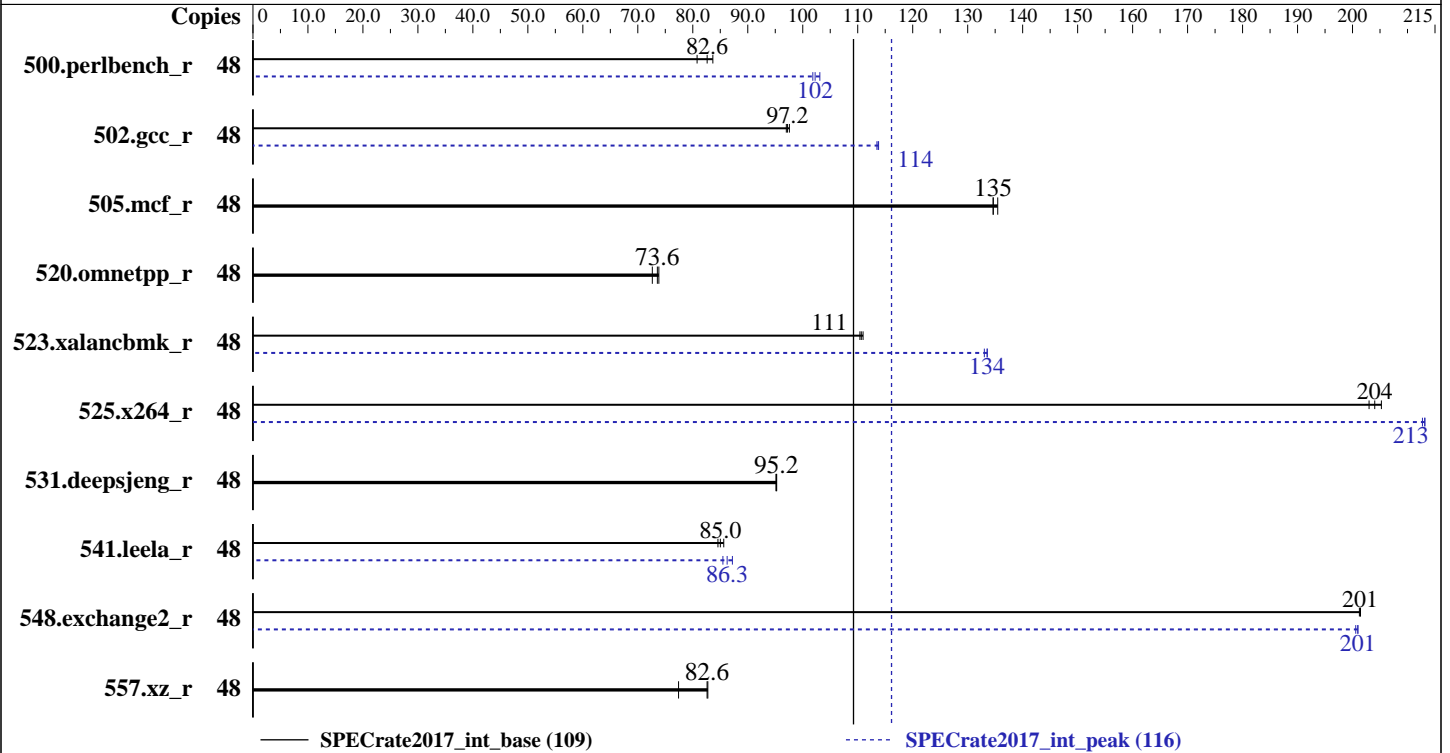 Copies 0 10.0 20.0 30.0 40.0 50.0 60.0 70.0 80.0 90.0 100 110 120 130 140 150 160 170 180 190 200 215
82.6
500.perlbench_r 48
102
97.2
502.gcc_r 48
114
135
505.mcf_r 48
73.6
520.omnetpp_r 48
111
523.xalancbmk_r 48
134
204
525.x264_r 48
213
95.2
531.deepsjeng_r 48
85.0
541.leela_r 48
86.3
201
548.exchange2_r 48
201
82.6
557.xz_r 48
SPECrate2017_int_base (109) SPECrate2017_int_peak (116)